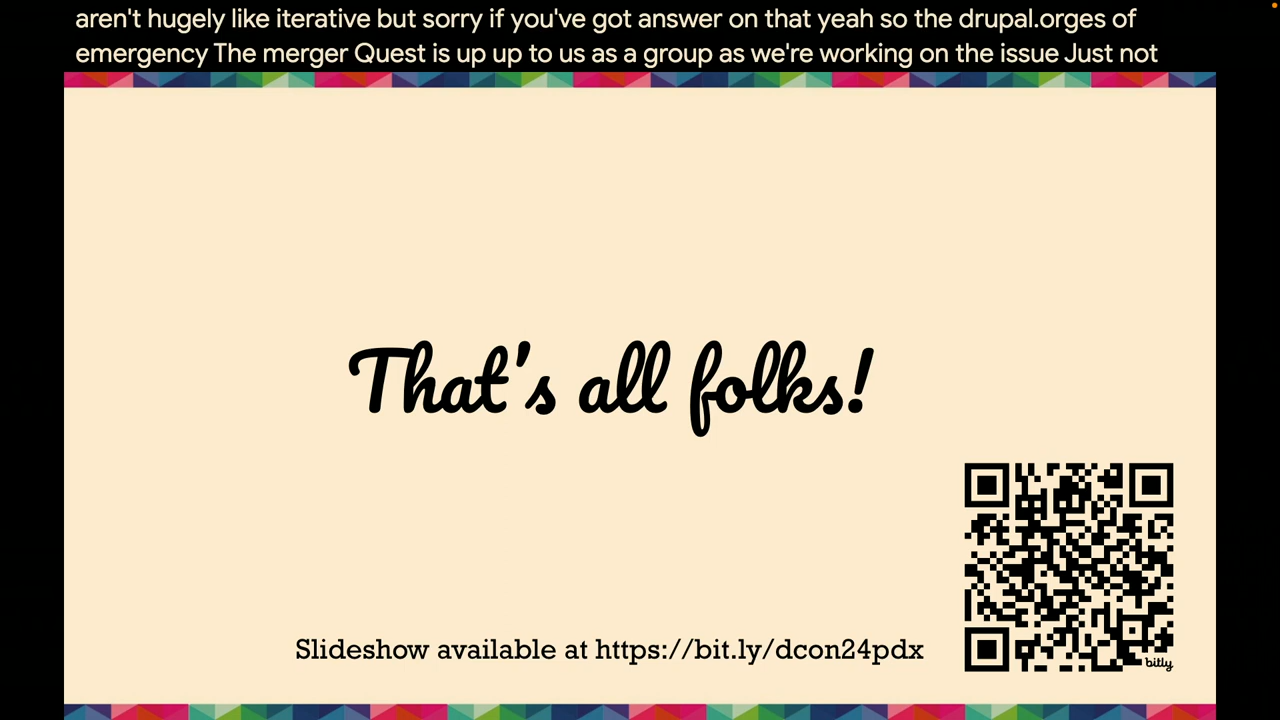 aren't hugely like iterative but sorry if you've got answer on that yeah so the drupal.orges of
emergency The merger Quest is up up to us as a group as we're working on the issue Just not
That's all folks!
Slideshow available at https://bit.ly/dcon24pdx
bitly